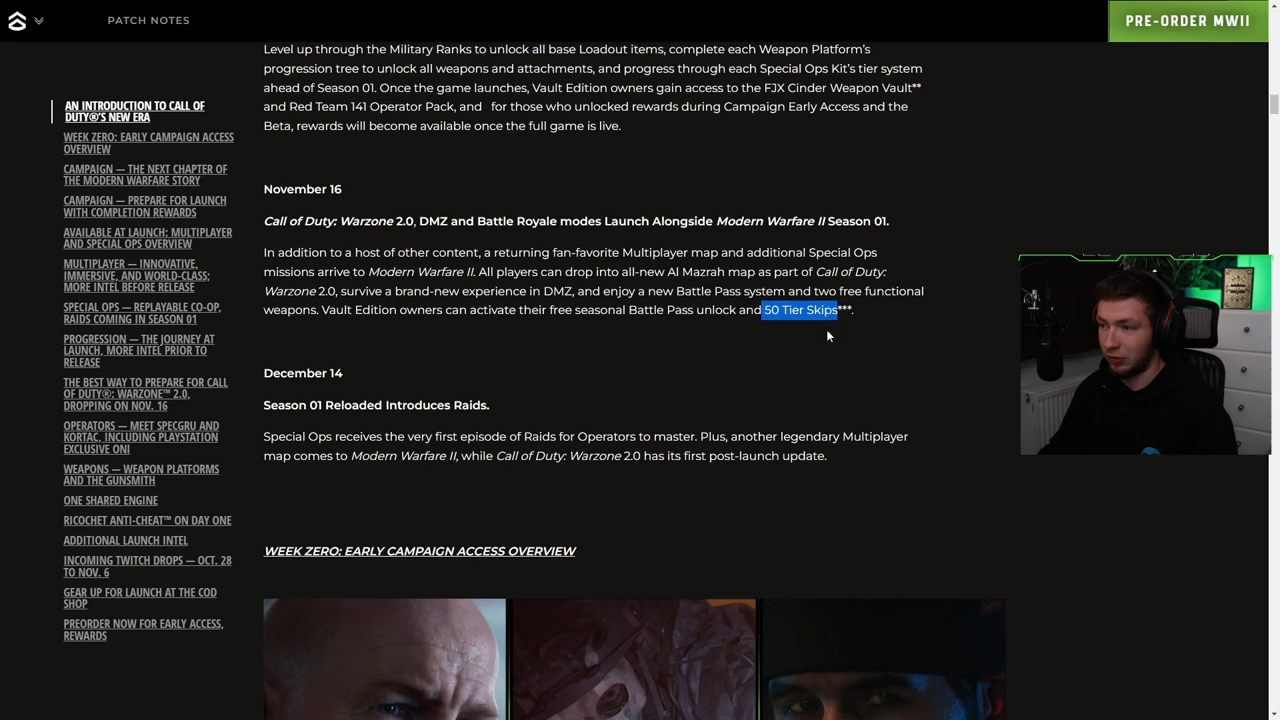 PATCH NOTES
PRE-ORDER MWII
AN INTRODUCTION TO CALL OF
DUTY®'S NEW ERA
WEEK ZERO: EARLY CAMPAIGN ACCESS
OVERVIEW
CAMPAIGN — THE NEXT CHAPTER OF
THE MODERN WARFARE STORY
CAMPAIGN — PREPARE FOR LAUNCH
WITH COMPLETION REWARDS
AVAILABLE AT LAUNCH: MULTIPLAYER
AND SPECIAL OPS OVERVIEW
MULTIPLAYER — INNOVATIVE,
IMMERSIVE, AND WORLD-CLASS;
MORE INTEL BEFORE RELEASE
SPECIAL OPS — REPLAYABLE CO-OP,
RAIDS COMING IN SEASON 01
PROGRESSION — THE JOURNEY AT
LAUNCH, MORE INTEL PRIOR TO
RELEASE
THE BEST WAY TO PREPARE FOR CALL
OF DUTY®: WARZONE™ 2.0,
DROPPING ON NOV. 16
OPERATORS — MEET SPECGRU AND
KORTAC, INCLUDING PLAYSTATION
EXCLUSIVE ONI
WEAPONS — WEAPON PLATFORMS
AND THE GUNSMITH
ONE SHARED ENGINE
RICOCHET ANTI-CHEAT™ ON DAY ONE
ADDITIONAL LAUNCH INTEL
INCOMING TWITCH DROPS — OCT. 28
TO NOV. 6
GEAR UP FOR LAUNCH AT THE COD
SHOP
PREORDER NOW FOR EARLY ACCESS,
REWARDS
Level up through the Military Ranks to unlock all base Loadout items, complete each Weapon Platform's
progression tree to unlock all weapons and attachments, and progress through each Special Ops Kit's tier system
ahead of Season 01. Once the game launches, Vault Edition owners gain access to the FJX Cinder Weapon Vault**
and Red Team 141 Operator Pack, and for those who unlocked rewards during Campaign Early Access and the
Beta, rewards will become available once the full game is live.
November 16
Call of Duty: Warzone 2.0, DMZ and Battle Royale modes Launch Alongside Modern Warfare II Season 01.
In addition to a host of other content, a returning fan-favorite Multiplayer map and additional Special Ops
missions arrive to Modern Warfare II. All players can drop into all-new Al Mazrah map as part of Call of Duty:
Warzone 2.0, survive a brand-new experience in DMZ, and enjoy a new Battle Pass system and two free functional
weapons. Vault Edition owners can activate their free seasonal Battle Pass unlock and 50 Tier Skips***.
December 14
Season 01 Reloaded Introduces Raids.
Special Ops receives the very first episode of Raids for Operators to master. Plus, another legendary Multiplayer
map comes to Modern Warfare II, while Call of Duty: Warzone 2.0 has its first post-launch update.
WEEK ZERO: EARLY CAMPAIGN ACCESS OVERVIEW